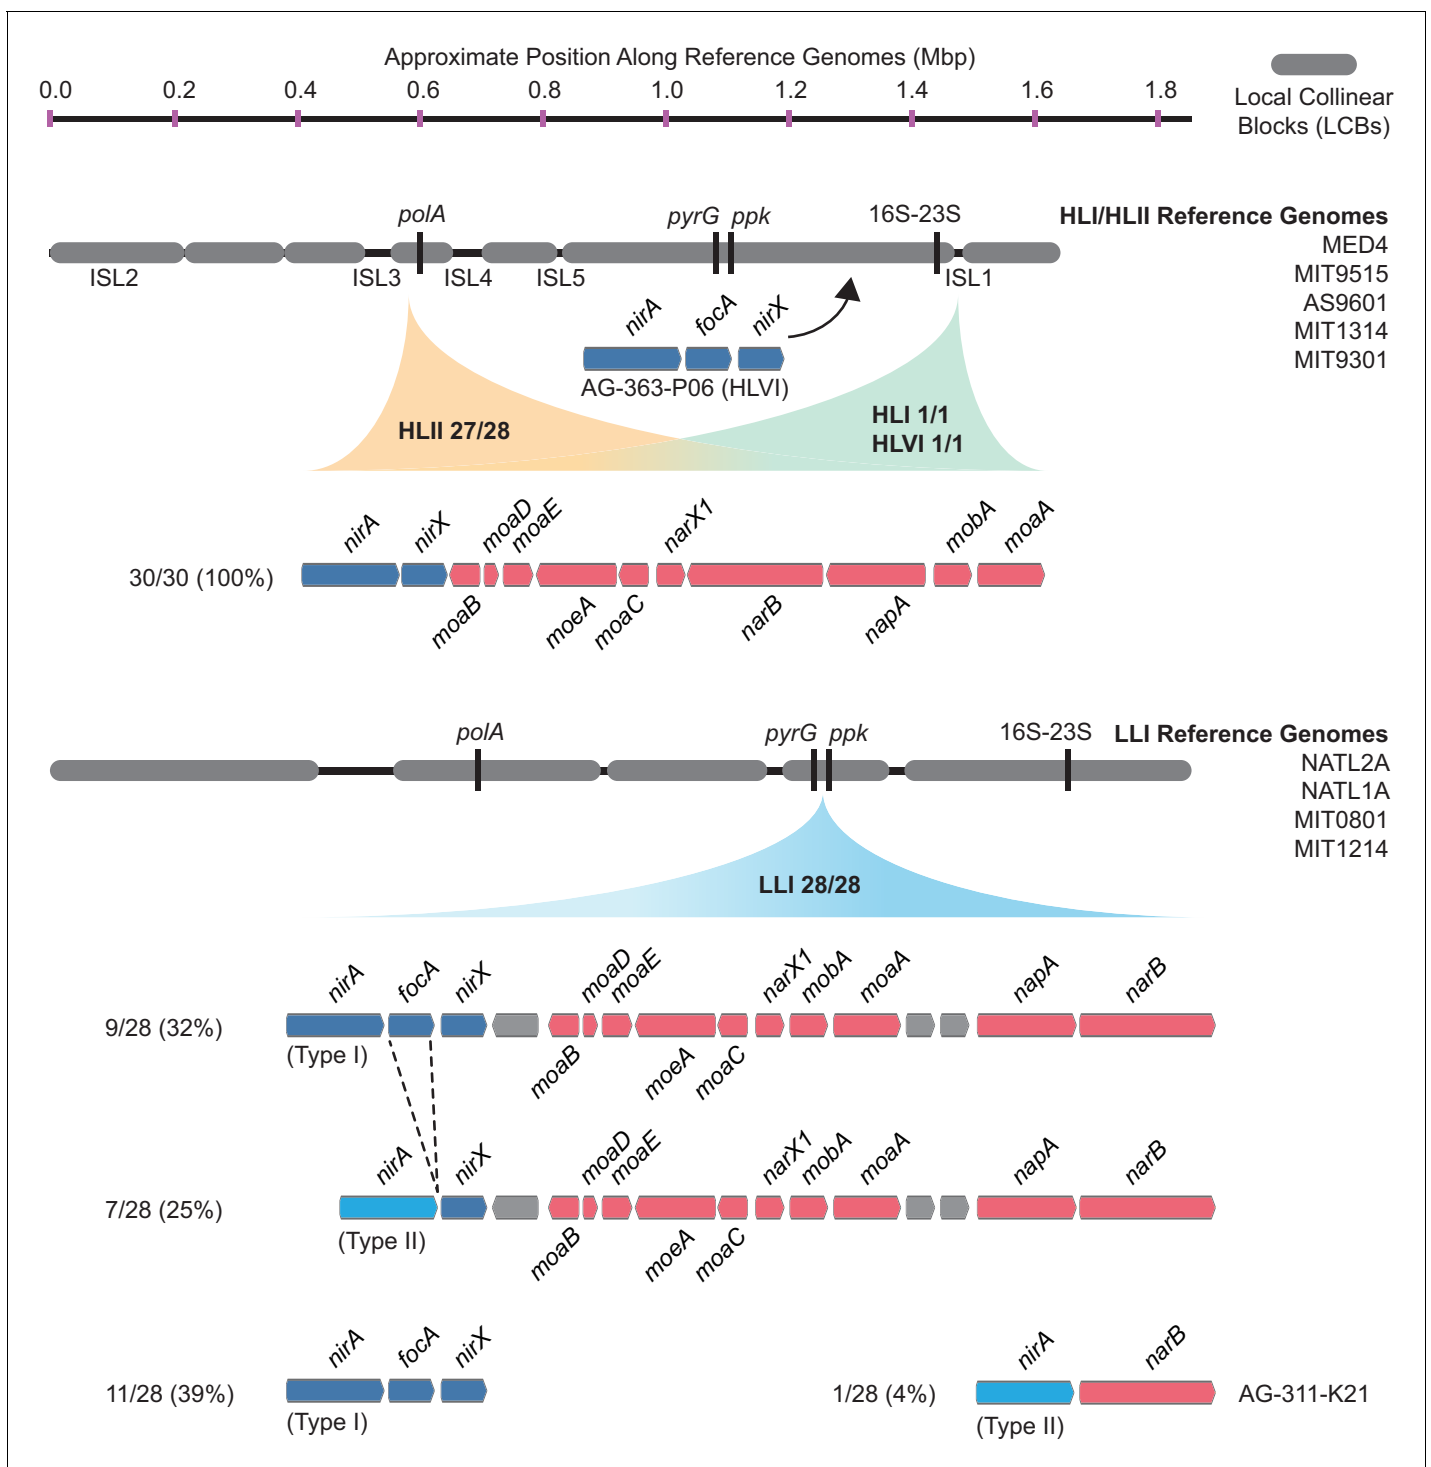 Approximate Position Along Reference Genomes (Mbp)
0.0 0.2 0.4 0.6 0.8 1.0 1.2 1.4 1.6 1.8
Local Collinear
Blocks (LCBs)
polA pyrG ppk 16S-23S
HLI/HLII Reference Genomes
MED4
MIT9515
AS9601
MIT1314
MIT9301
ISL2 ISL3 ISL4 ISL5 ISL1
nirA focA nirX
AG-363-P06 (HLVI)
HLII 27/28
HLI 1/1
HLVI 1/1
nirA nirX moaD moaE narX1 mobA moaA
30/30 (100%)
moaB moeA moaC narB napA
polA pyrG ppk 16S-23S
LLI Reference Genomes
NATL2A
NATL1A
MIT0801
MIT1214
LLI 28/28
nirA focA nirX moaD moaE narX1 mobA moaA napA narB
9/28 (32%)
(Type I)
moaB moeA moaC
nirA nirX moaD moaE narX1 mobA moaA napA narB
7/28 (25%)
(Type II)
moaB moeA moaC
nirA focA nirX
11/28 (39%)
(Type I)
nirA narB
1/28 (4%)
AG-311-K21
(Type II)